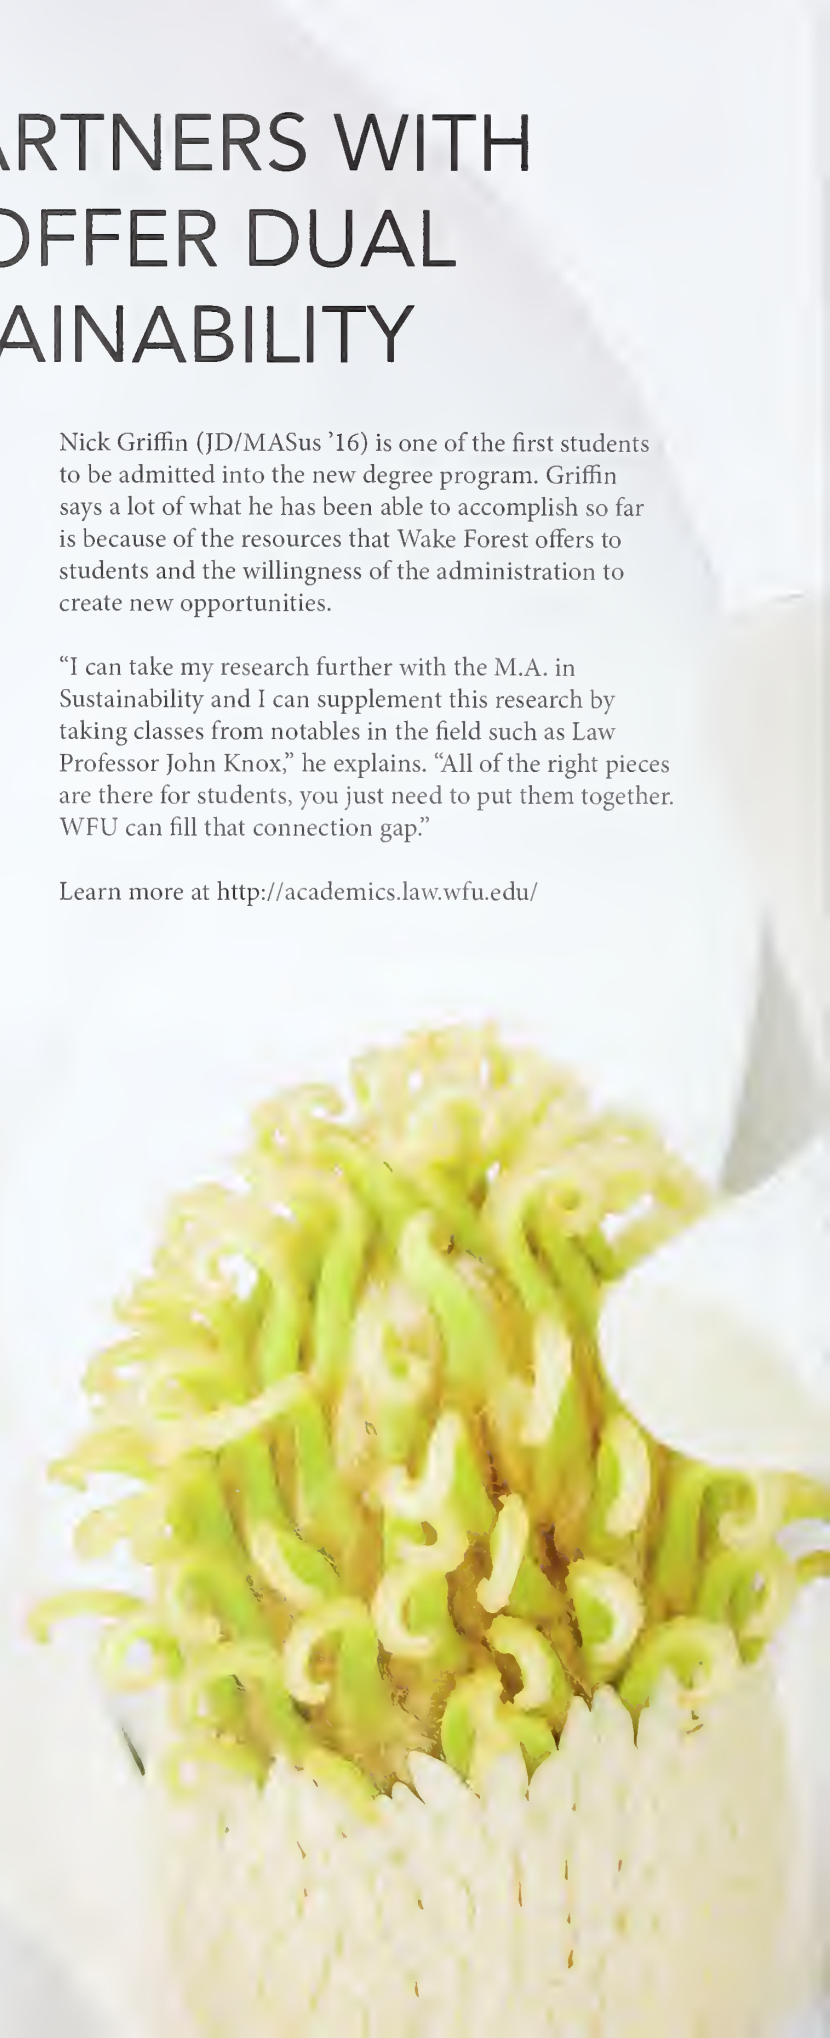 ARTNERS WITH
OFFER DUAL
AINABILITY
Nick Griffin (JD/MASus ’16) is one of the first students
to be admitted into the new degree program. Griffin
says a lot of what he has been able to accomplish so far
is because of the resources that Wake Forest offers to
students and the willingness of the administration to
create new opportunities.
“I can take my research further with the M.A. in
Sustainability and I can supplement this research by
taking classes from notables in the field such as Law
Professor John Knox,” he explains. “All of the right pieces
are there for students, you just need to put them together.
WFU can fill that connection gap.”
Learn more at http://academics.law.wfu.edu/